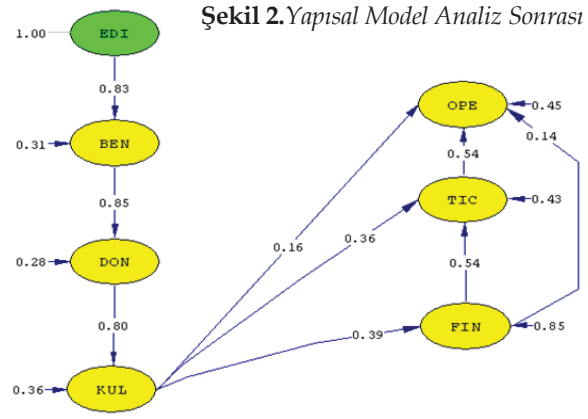 Şekil 2.Yapısal Model Analiz Sonrası
1.00
EDI
0.83
0.31
BEN
0.85
0.28
DON
0.80
0.36
KUL
OPE
0.45
0.14
0.54
TIC
0.43
0.16
0.36
0.54
0.39
FIN
0.85